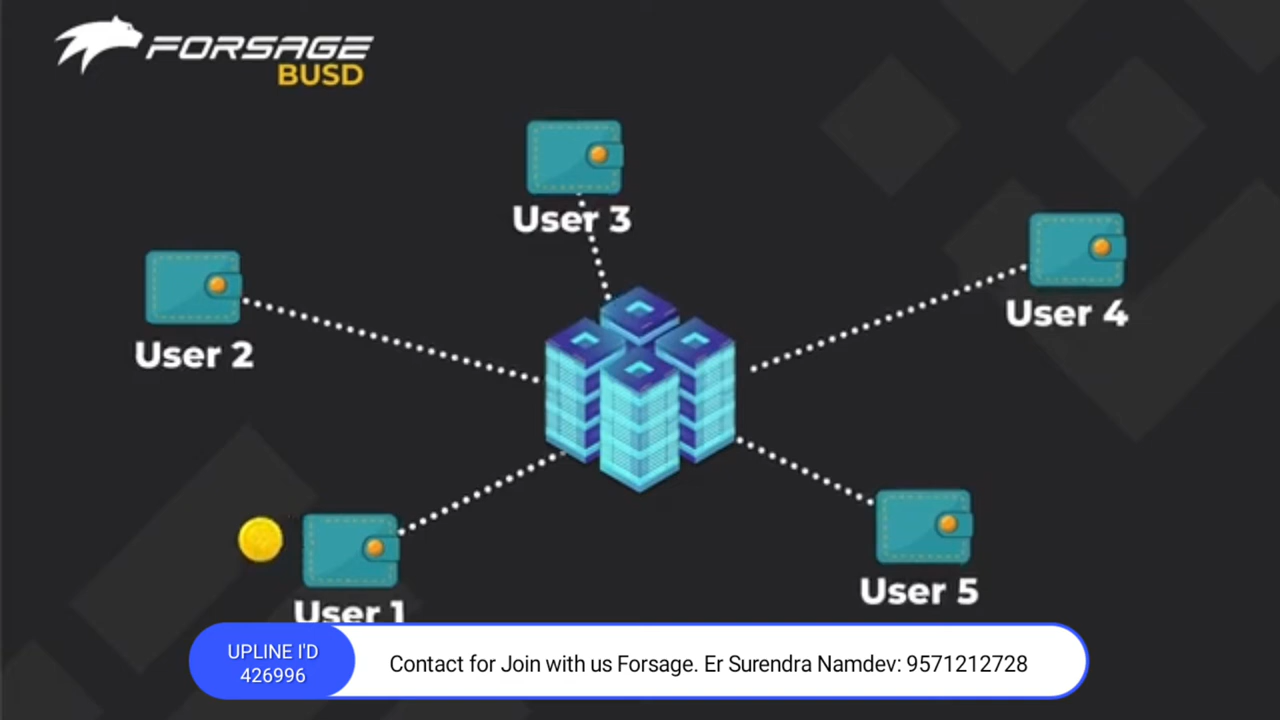 FORSAGE
BUSD
User 3
User 4
User 2
User 5
User 1
UPLINE I'D
426996
Contact for Join with us Forsage. Er Surendra Namdev: 9571212728